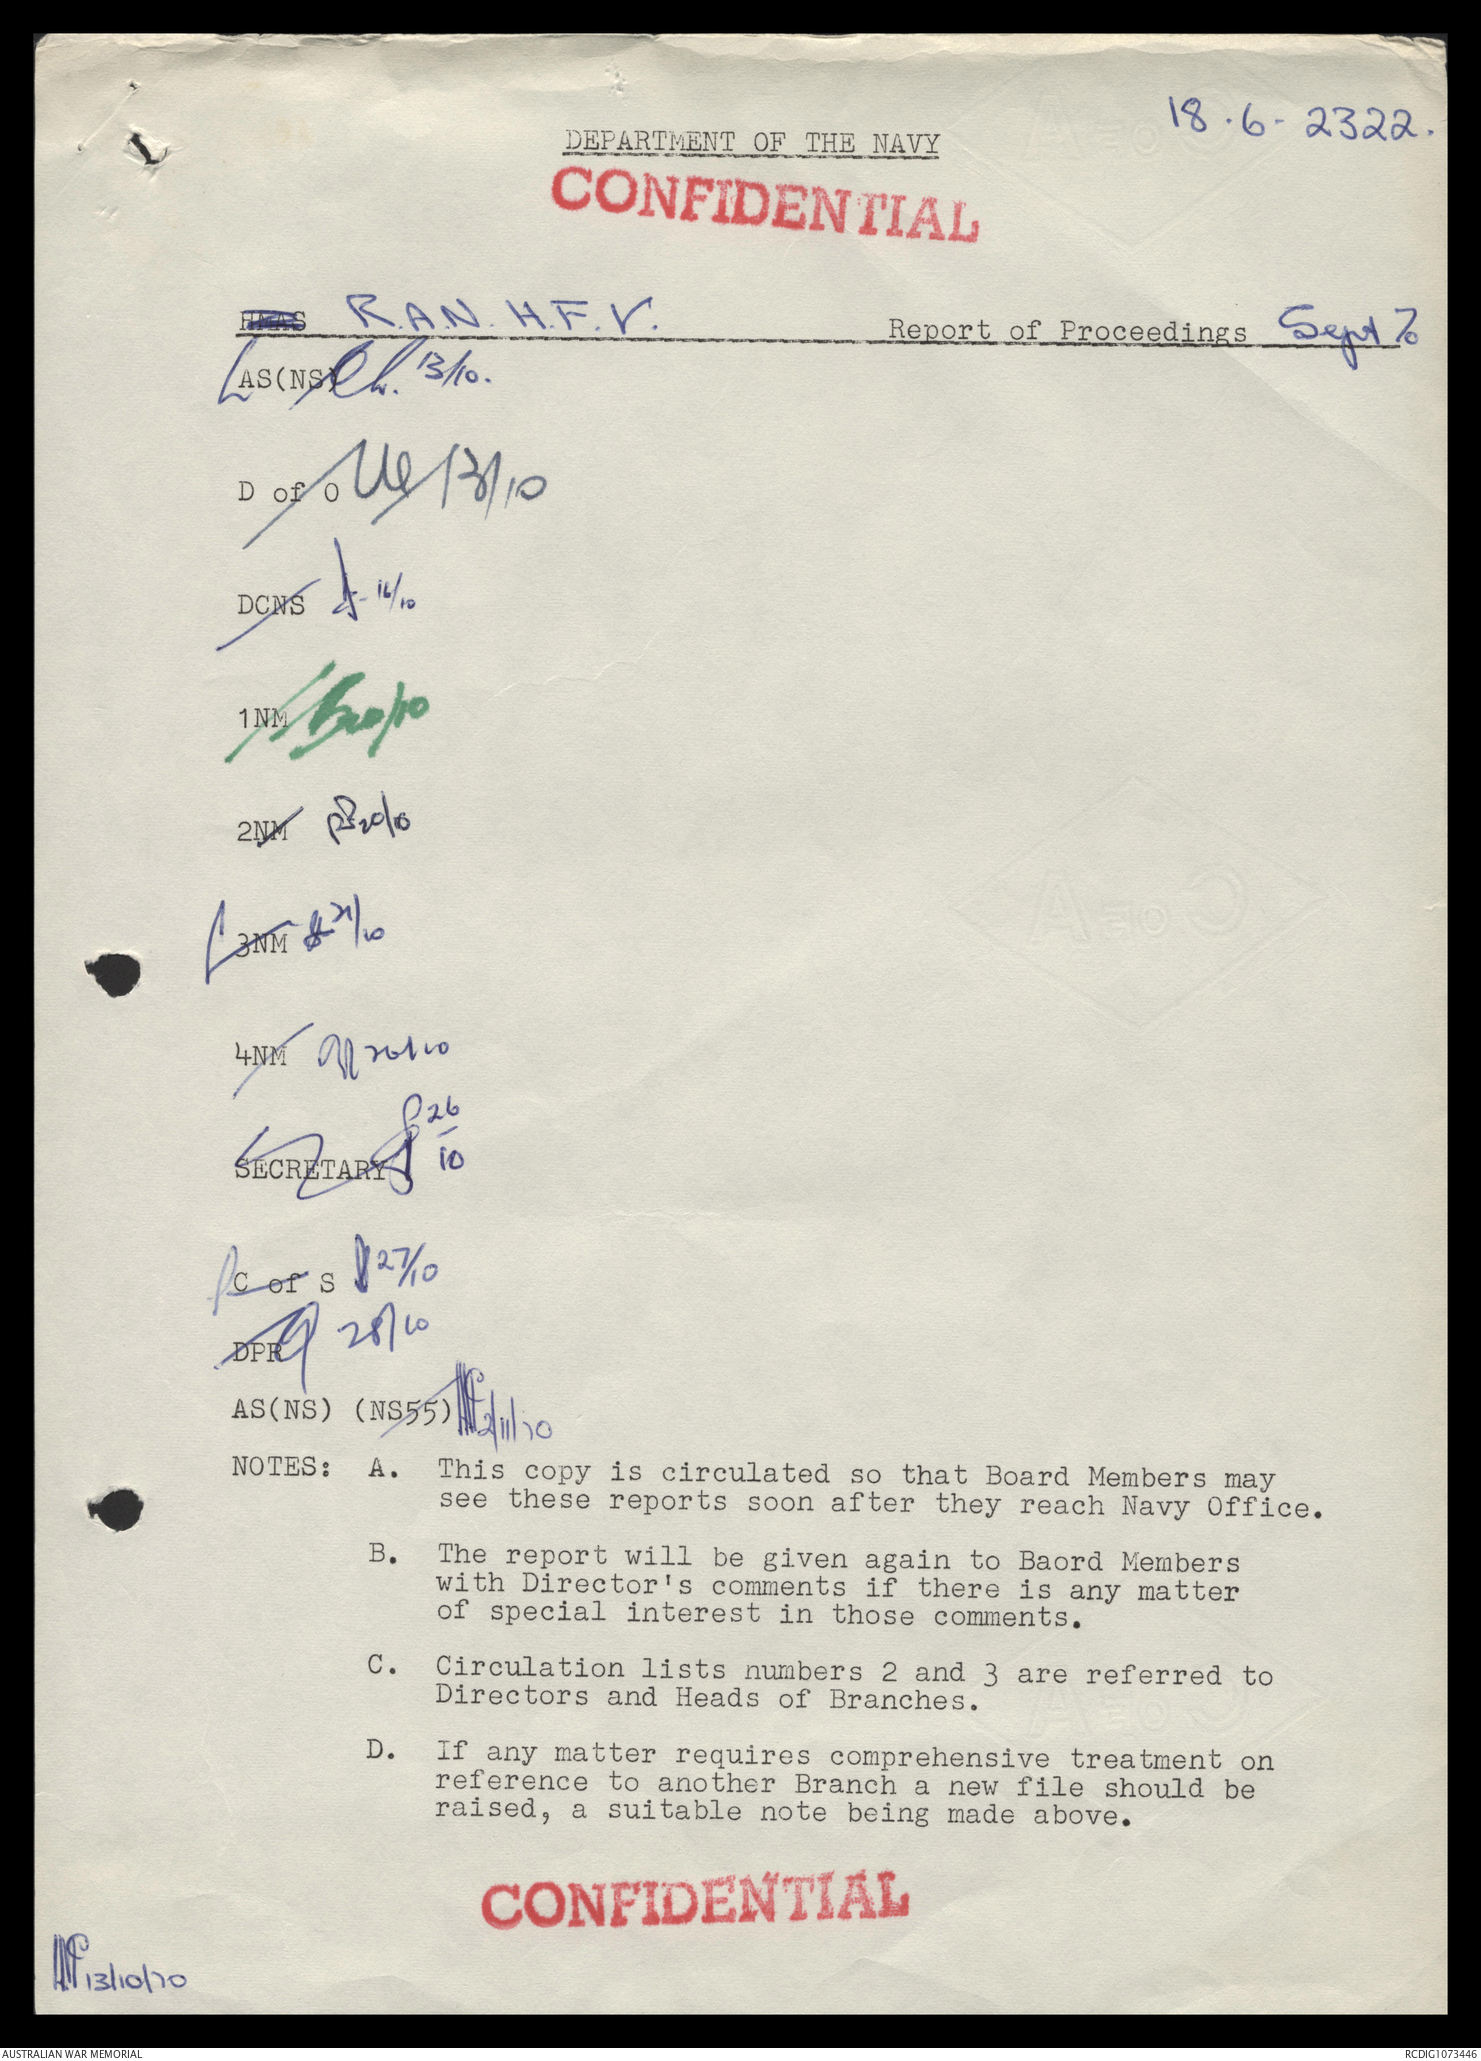 18.6.2322.
DEPARTMENT OF THE NAVY
CONFIDENTIAL
HMAS R.A.N.H.F.V. Report of Proceedings Sept 70
AS(NS) 13/10.
D of O 13/10
DCNS 16/10
1NM 20/10
2NM 20/10
3NM 21/10
4NM 26/10
SECRETARY 26/10
C of S 27/10
DPR 28/10
AS(NS) (NS55) 2/11/70
NOTES: A. This copy is circulated so that Board Members may
see these reports soon after they reach Navy Office.
B. The report will be given again to Baord Members
with Director's comments if there is any matter
of special interest in those comments.
C. Circulation lists numbers 2 and 3 are referred to
Directors and Heads of Branches.
D. If any matter requires comprehensive treatment on
reference to another Branch a new file should be
raised, a suitable note being made above.
CONFIDENTIAL
13/10/70
AUSTRALIAN WAR MEMORIAL RCDIG1073446